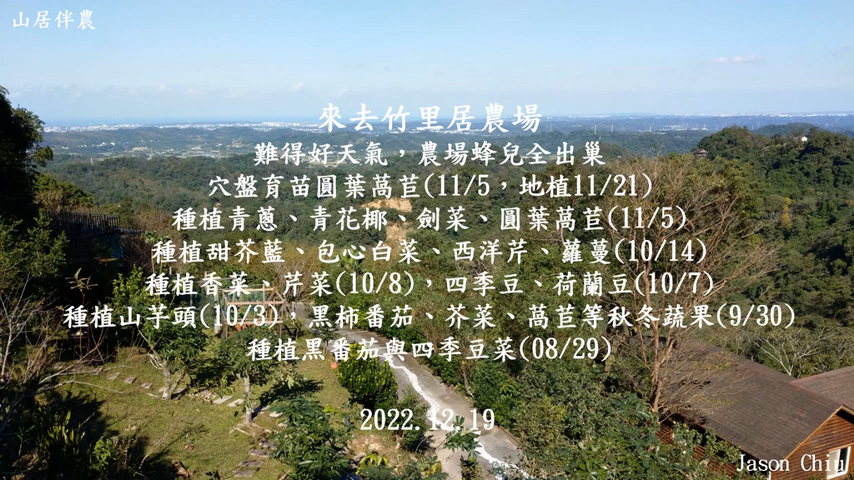 山居伴農
來去竹里居農場
難得好天氣，農場蜂兒全出巢
穴盤育苗圓葉萵苣(11/5，地植11/21)
種植青蔥、青花椰、劍菜、圓葉萵苣(11/5)
種植甜芥藍、包心白菜、西洋芹、蘿蔓(10/14)
種植香菜、芹菜(10/8)，四季豆、荷蘭豆(10/7)
種植山芋頭(10/3)，黑柿番茄、芥菜、萵苣等秋冬蔬果(9/30)
種植黑番茄與四季豆菜(08/29)
2022.12.19
Jason Chiu